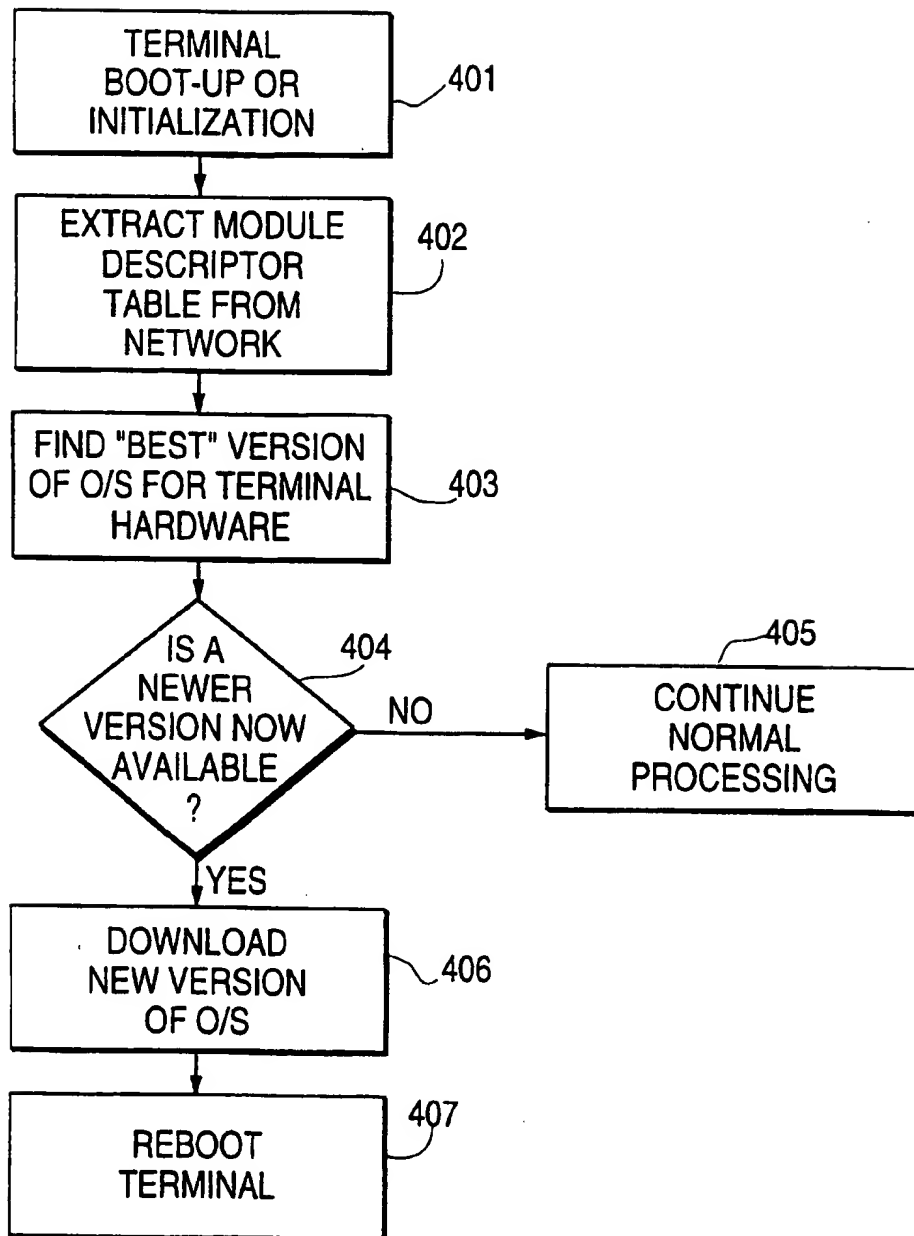 TERMINAL
BOOT-UP OR
INITIALIZATION
401
EXTRACT MODULE
DESCRIPTOR
TABLE FROM
NETWORK
402
FIND "BEST" VERSION
OF O/S FOR TERMINAL
HARDWARE
403
IS A
NEWER
VERSION NOW
AVAILABLE
?
404
NO
405
CONTINUE
NORMAL
PROCESSING
YES
DOWNLOAD
NEW VERSION
OF O/S
406
REBOOT
TERMINAL
407